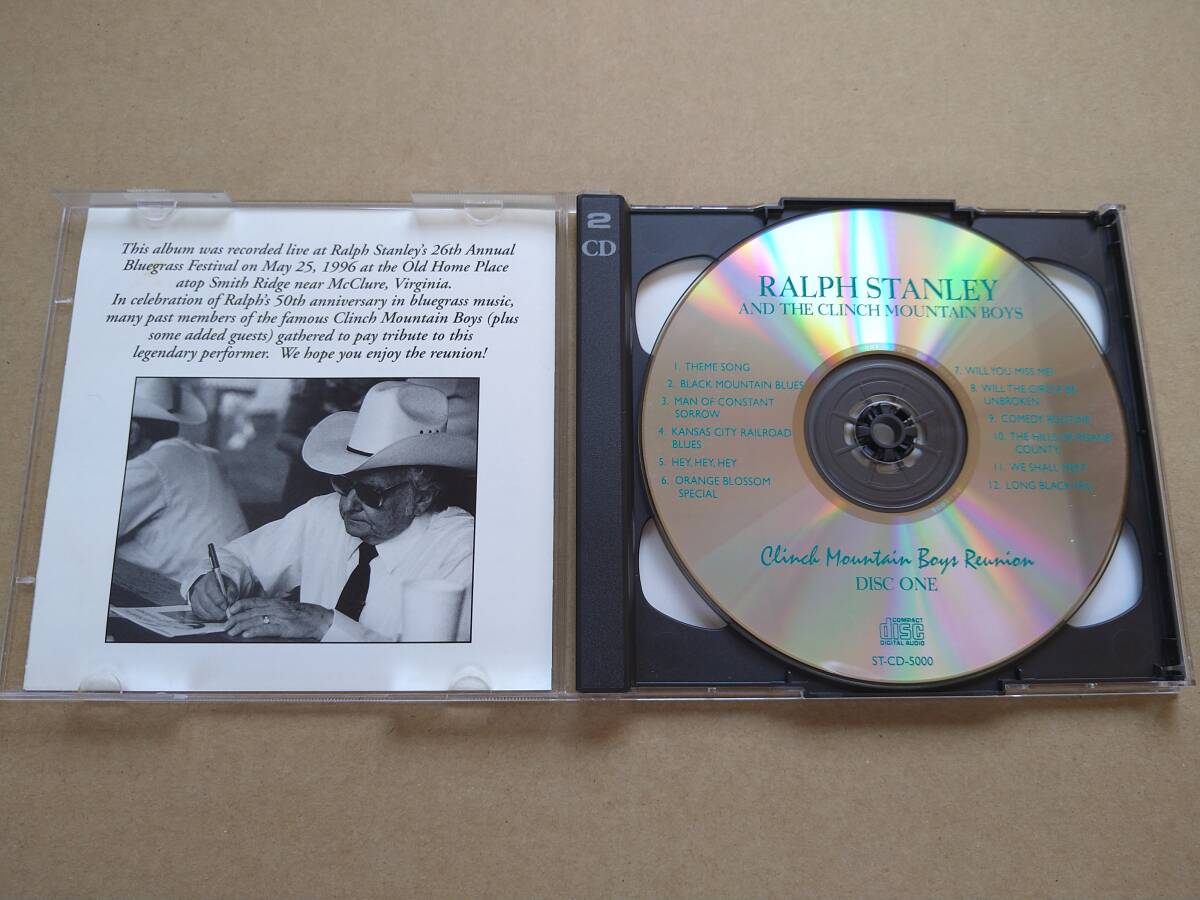 This album was recorded live at Ralph Stanley's 26th Annual
Bluegrass Festival on May 25, 1996 at the Old Home Place
atop Smith Ridge near McClure, Virginia.
In celebration of Ralph's 50th anniversary in bluegrass music,
many past members of the famous Clinch Mountain Boys (plus
some added guests) gathered to pay tribute to this
legendary performer. We hope you enjoy the reunion!
2
CD
RALPH STANLEY
AND THE CLINCH MOUNTAIN BOYS
1. THEME SONG
2. BLACK MOUNTAIN BLUES
3. MAN OF CONSTANT
SORROW
4. KANSAS CITY RAILROAD
BLUES
5. HEY, HEY, HEY
6. ORANGE BLOSSOM
SPECIAL
7. WILL YOU MISS ME?
8. WILL THE CIRCLE BE
UNBROKEN
9. COMEDY ROUTINE
10. THE HILLS OF ROANE
COUNTY
11. WE SHALL MEET
12. LONG BLACK VEIL
Clinch Mountain Boys Reunion
DISC ONE
COMPACT
disc
DIGITAL AUDIO
ST-CD-5000